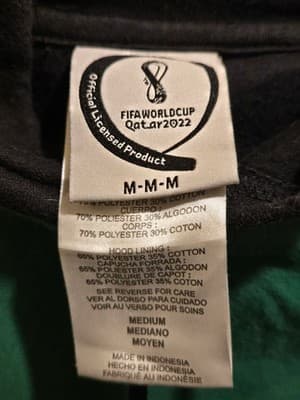 FIFA WORLD CUP
Qatar2022
Official Licensed Product
M-M-M
70% POLYESTER 30% COTTON
CUERPO :
70% POLIESTER 30% ALGODON
CORPS :
70% POLYESTER 30% COTON
HOOD LINING :
65% POLYESTER 35% COTTON
CAPUCHA FORRADA :
65% POLIESTER 35% ALGODON
DOUBLURE DE CAPOT :
65% POLYESTER 35% COTON
SEE REVERSE FOR CARE
VER AL DORSO PARA CUIDADO
VOIR AU VERSO POUR SOINS
MEDIUM
MEDIANO
MOYEN
MADE IN INDONESIA
HECHO EN INDONESIA
FABRIQUÉ AU INDONÉSIE